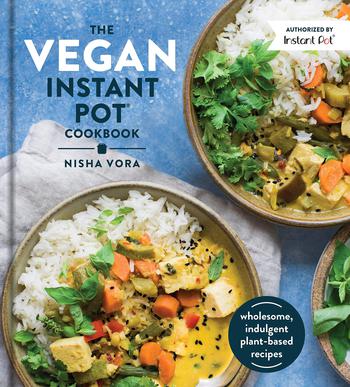 AUTHORIZED BY
Instant Pot®
THE
VEGAN
INSTANT
POT®
COOKBOOK
NISHA VORA
wholesome,
indulgent
plant-based
recipes